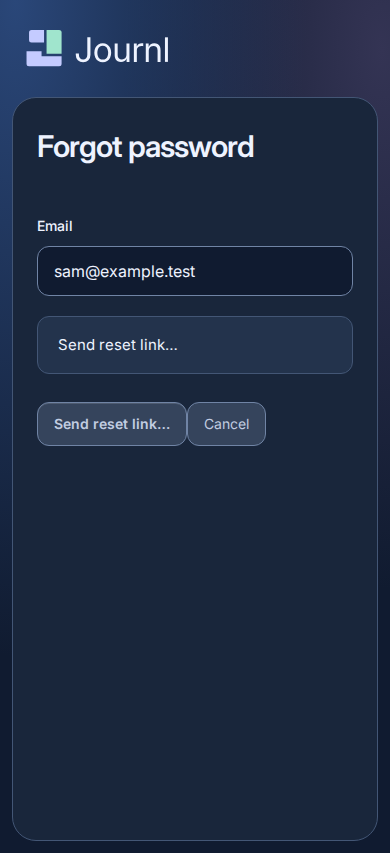 Journl
Forgot password
Email
sam@example.test
Send reset link...
Send reset link... Cancel